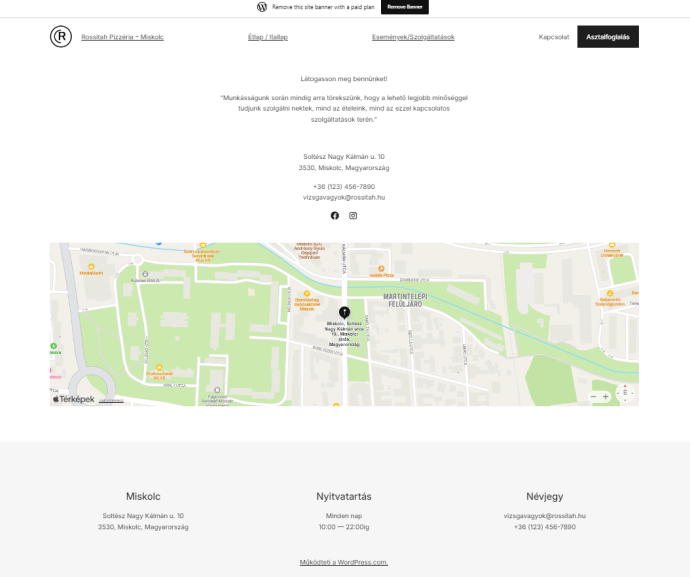 Remove this site banner with a paid plan
Remove Banner
R
Rossitah Pizzéria – Miskolc
Étlap / Itallap
Események/Szolgáltatások
Kapcsolat
Asztalfoglalás
Látogasson meg bennünket!
“Munkásságunk során mindig arra törekszünk, hogy a lehető legjobb minőséggel
tudjunk szolgálni nektek, mind az ételeink, mind az ezzel kapcsolatos
szolgáltatások terén.”
Soltész Nagy Kálmán u. 10
3530, Miskolc, Magyarország
+36 (123) 456-7890
vizsgavagyok@rossitah.hu
MARTINTELEPI
FELÜLJÁRÓ
Miskolc, Soltész
Nagy Kálmán utca
10., Miskolci
járás,
Magyarország
Térképek
Miskolc
Soltész Nagy Kálmán u. 10
3530, Miskolc, Magyarország
Nyitvatartás
Minden nap
10:00 — 22:00ig
Névjegy
vizsgavagyok@rossitah.hu
+36 (123) 456-7890
Működteti a WordPress.com.